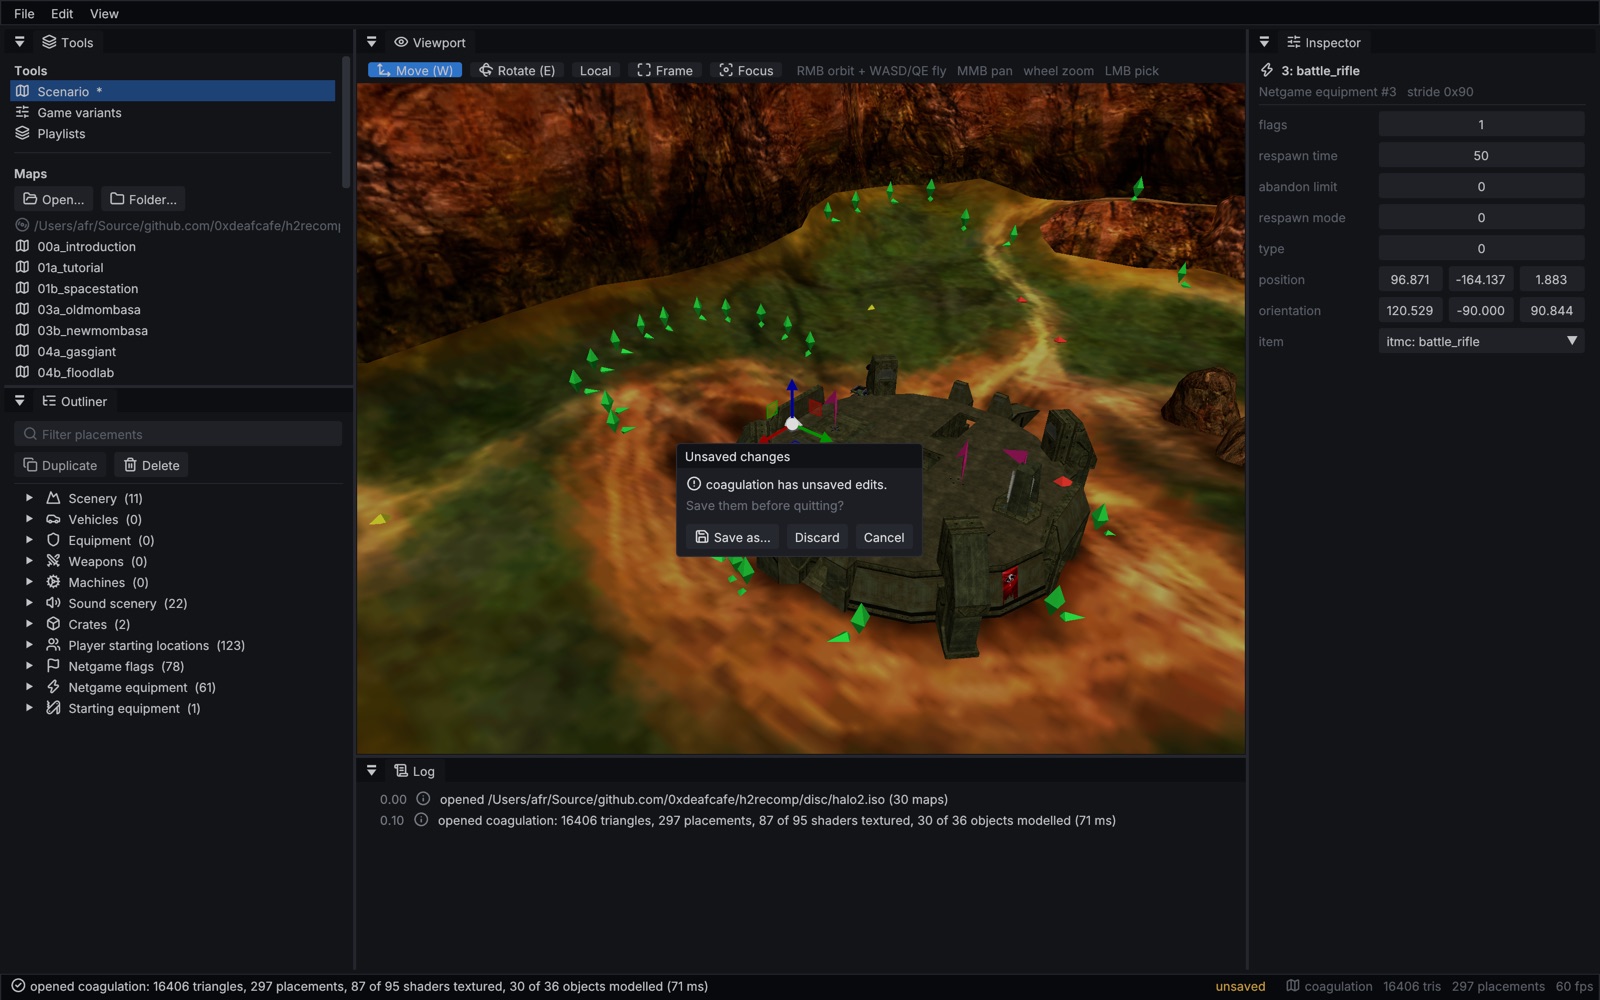 File Edit View
Tools
Viewport
Inspector
Tools
Scenario *
Game variants
Playlists
Maps
Open... Folder...
/Users/afr/Source/github.com/0xdeafcafe/h2recomp
00a_introduction
01a_tutorial
01b_spacestation
03a_oldmombasa
03b_newmombasa
04a_gasgiant
04b_floodlab
Outliner
Filter placements
Duplicate Delete
Scenery (11)
Vehicles (0)
Equipment (0)
Weapons (0)
Machines (0)
Sound scenery (22)
Crates (2)
Player starting locations (123)
Netgame flags (78)
Netgame equipment (61)
Starting equipment (1)
Move (W) Rotate (E) Local Frame Focus RMB orbit + WASD/QE fly MMB pan wheel zoom LMB pick
Unsaved changes
coagulation has unsaved edits.
Save them before quitting?
Save as... Discard Cancel
Log
0.00 opened /Users/afr/Source/github.com/0xdeafcafe/h2recomp/disc/halo2.iso (30 maps)
0.10 opened coagulation: 16406 triangles, 297 placements, 87 of 95 shaders textured, 30 of 36 objects modelled (71 ms)
3: battle_rifle
Netgame equipment #3 stride 0x90
flags 1
respawn time 50
abandon limit 0
respawn mode 0
type 0
position 96.871 -164.137 1.883
orientation 120.529 -90.000 90.844
item itmc: battle_rifle
opened coagulation: 16406 triangles, 297 placements, 87 of 95 shaders textured, 30 of 36 objects modelled (71 ms)
unsaved coagulation 16406 tris 297 placements 60 fps